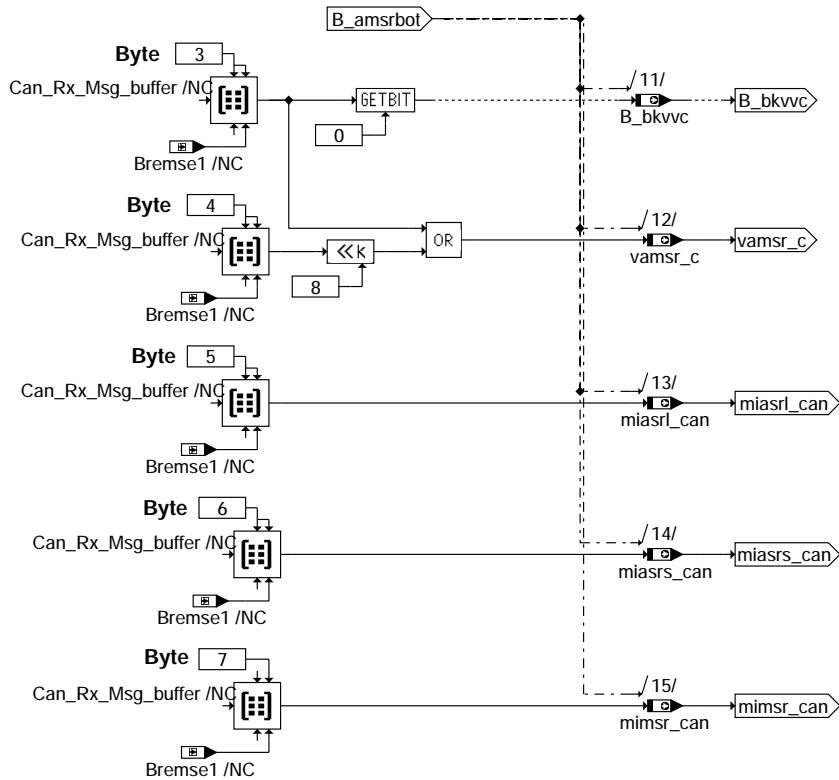 B_amsrbot
Byte 3
Can_Rx_Msg_buffer /NC
Bremse1 /NC
GETBIT
0
/11/
B_bkvvc
B_bkvvc
Byte 4
Can_Rx_Msg_buffer /NC
Bremse1 /NC
<<k
8
OR
/12/
vamsr_c
vamsr_c
Byte 5
Can_Rx_Msg_buffer /NC
Bremse1 /NC
/13/
miasrl_can
miasrl_can
Byte 6
Can_Rx_Msg_buffer /NC
Bremse1 /NC
/14/
miasrs_can
miasrs_can
Byte 7
Can_Rx_Msg_buffer /NC
Bremse1 /NC
/15/
mimsr_can
mimsr_can